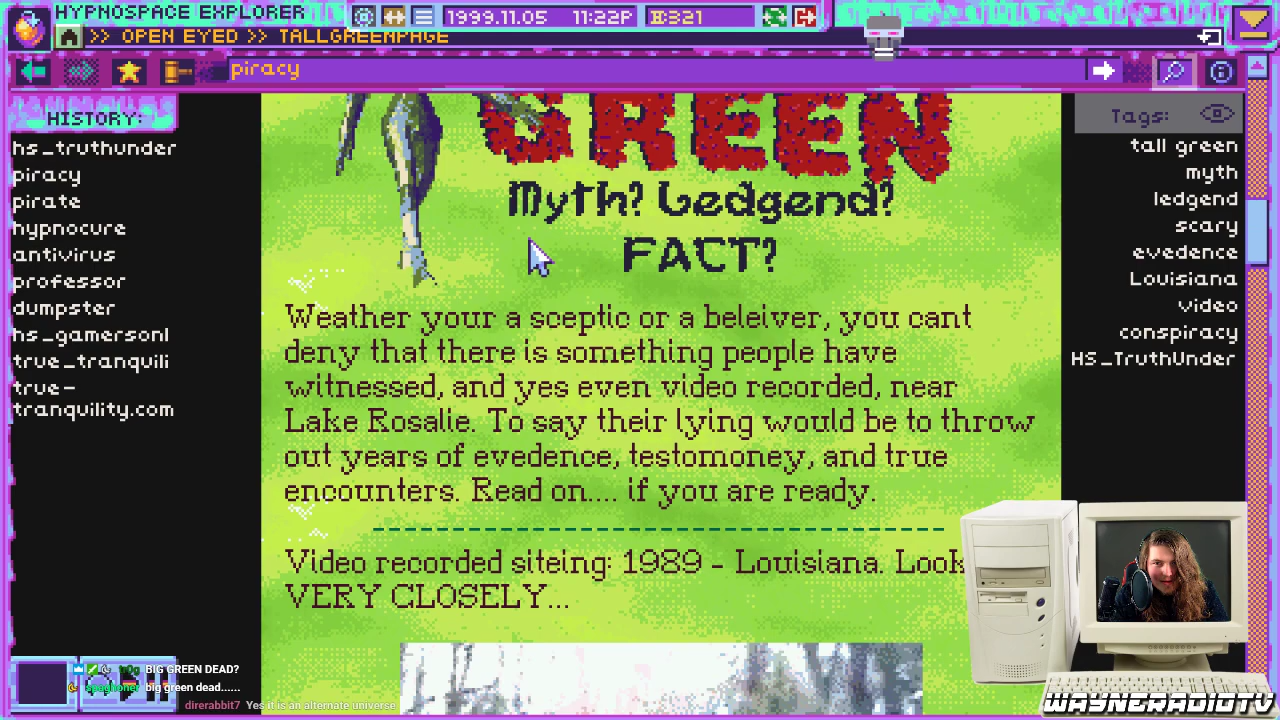 HYPNOSPACE EXPLORER
1999.11.05 11:22P
321
>> OPEN EYED >> TALLGREENPAGE
piracy
HISTORY:
hs_truthunder
piracy
pirate
hypnocure
antivirus
professor
dumpster
hs_gamersonl
true_tranquili
true-
tranquility.com
GREEN
Myth? Ledgend?
FACT?
Weather your a sceptic or a beleiver, you cant
deny that there is something people have
witnessed, and yes even video recorded, near
Lake Rosalie. To say their lying would be to throw
out years of evedence, testomoney, and true
encounters. Read on.... if you are ready.
Video recorded siteing: 1989 - Louisiana. Look
VERY CLOSELY...
Tags:
tall green
myth
ledgend
scary
evedence
Louisiana
video
conspiracy
HS_TruthUnder
BIG GREEN DEAD?
big green dead......
direrabbit7 Yes it is an alternate universe
WAYNERADIOTV